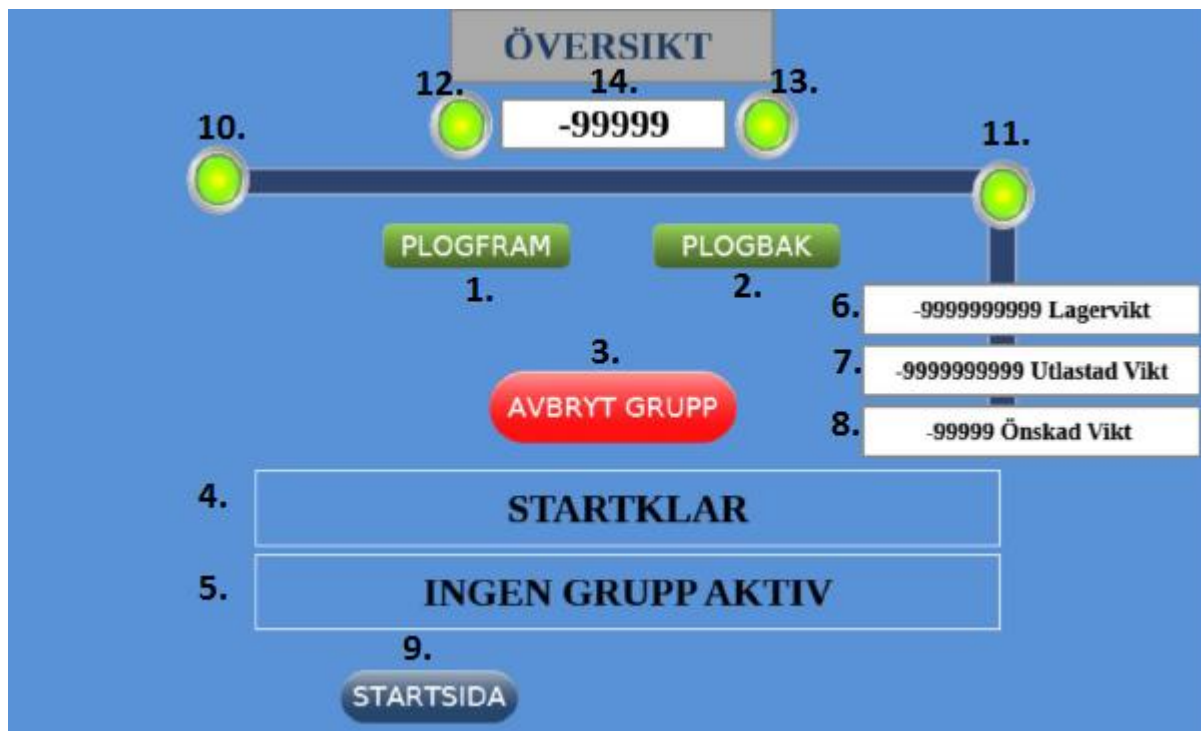 ÖVERSIKT
12. 14. 13.
-99999
10. 11.
PLOGFRAM PLOGBAK
1. 2.
6. -9999999999 Lagervikt
3.
7. -9999999999 Utlastad Vikt
AVBRYT GRUPP
8. -99999 Önskad Vikt
4. STARTKLAR
5. INGEN GRUPP AKTIV
9.
STARTSIDA